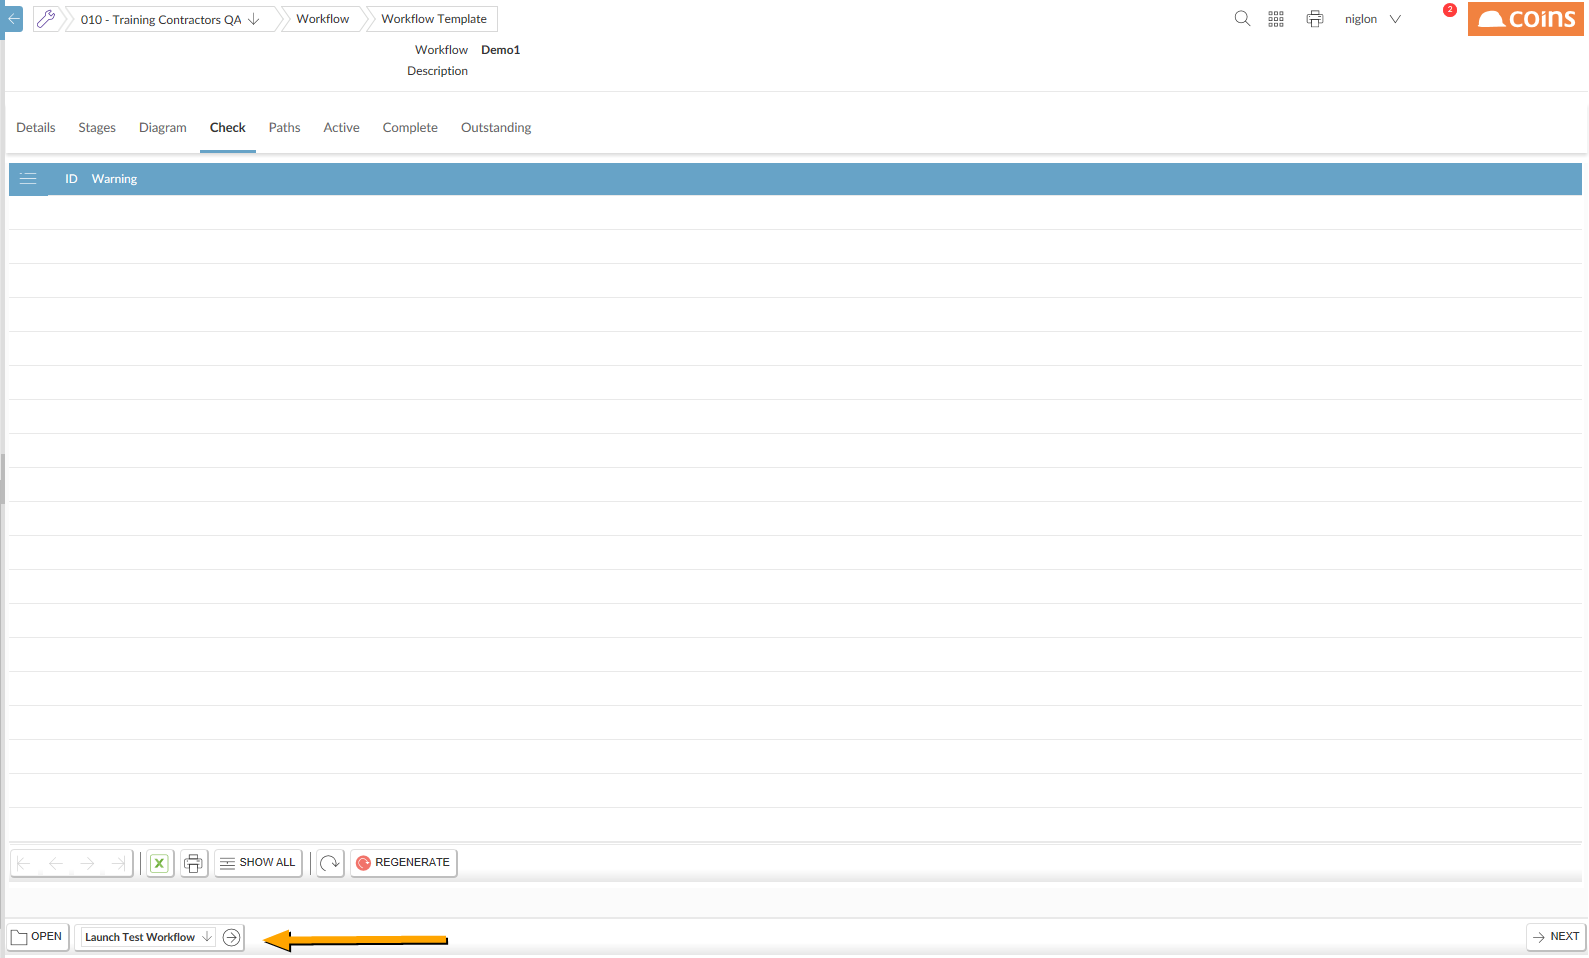 010 - Training Contractors QA
Workflow
Workflow Template
niglon
2
COINS
Workflow Demo1
Description
Details Stages Diagram Check Paths Active Complete Outstanding
ID Warning
X SHOW ALL REGENERATE
OPEN Launch Test Workflow NEXT